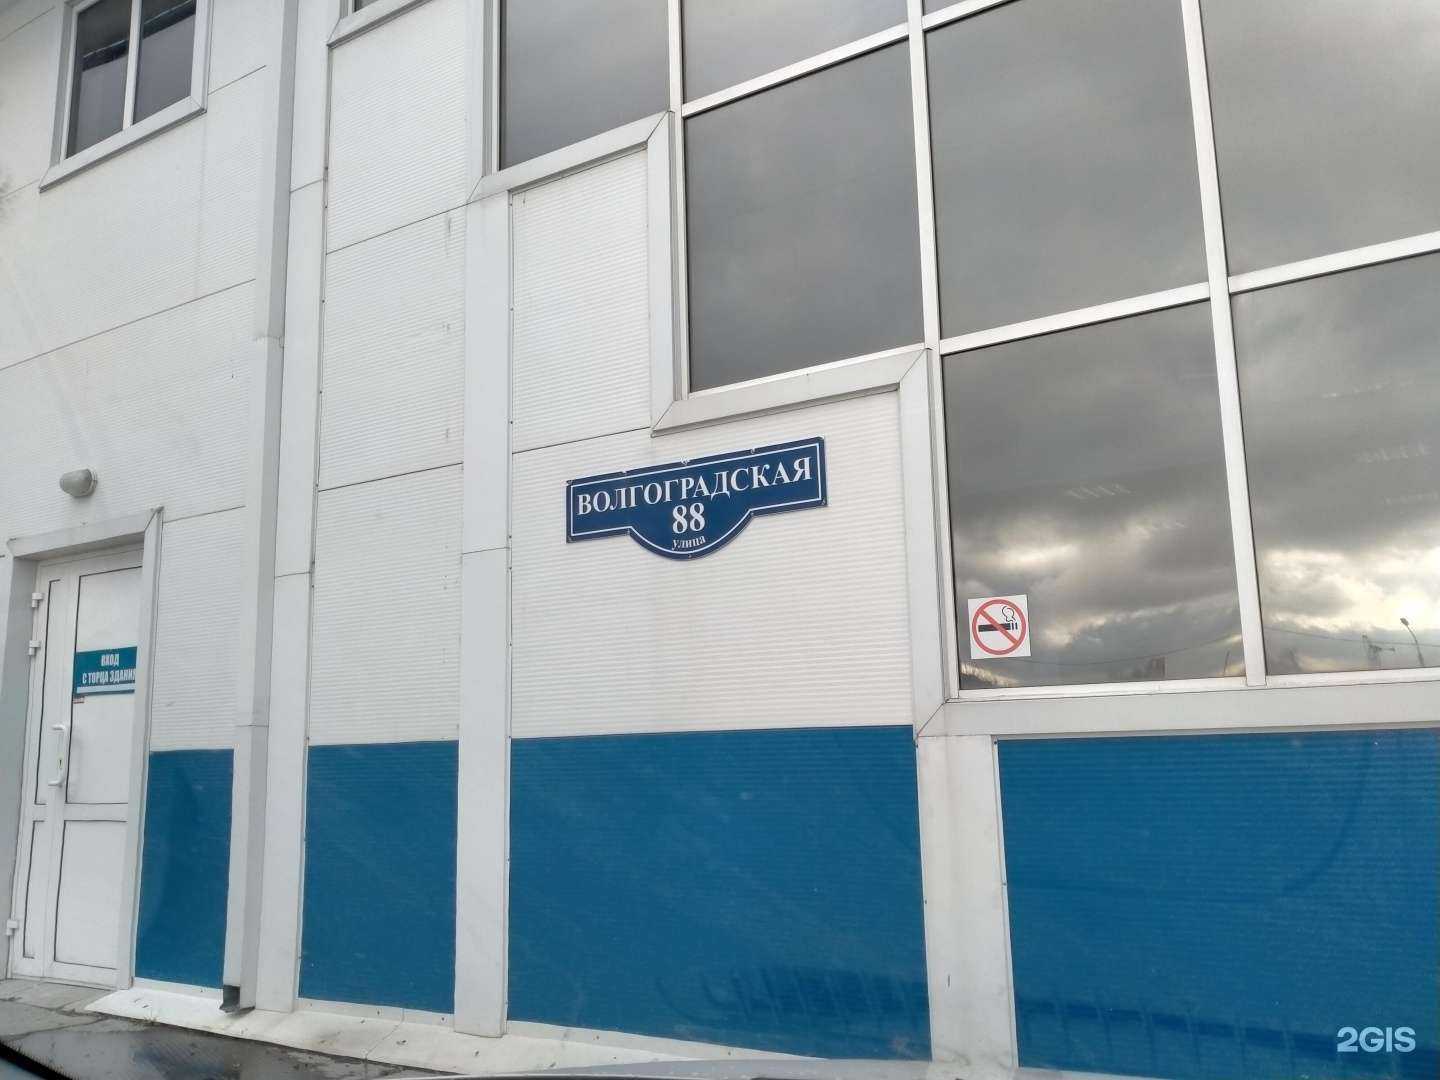 ВОЛГОГРАДСКАЯ
88
улица
ВХОД
С ТОРЦА ЗДАНИЯ
2GIS